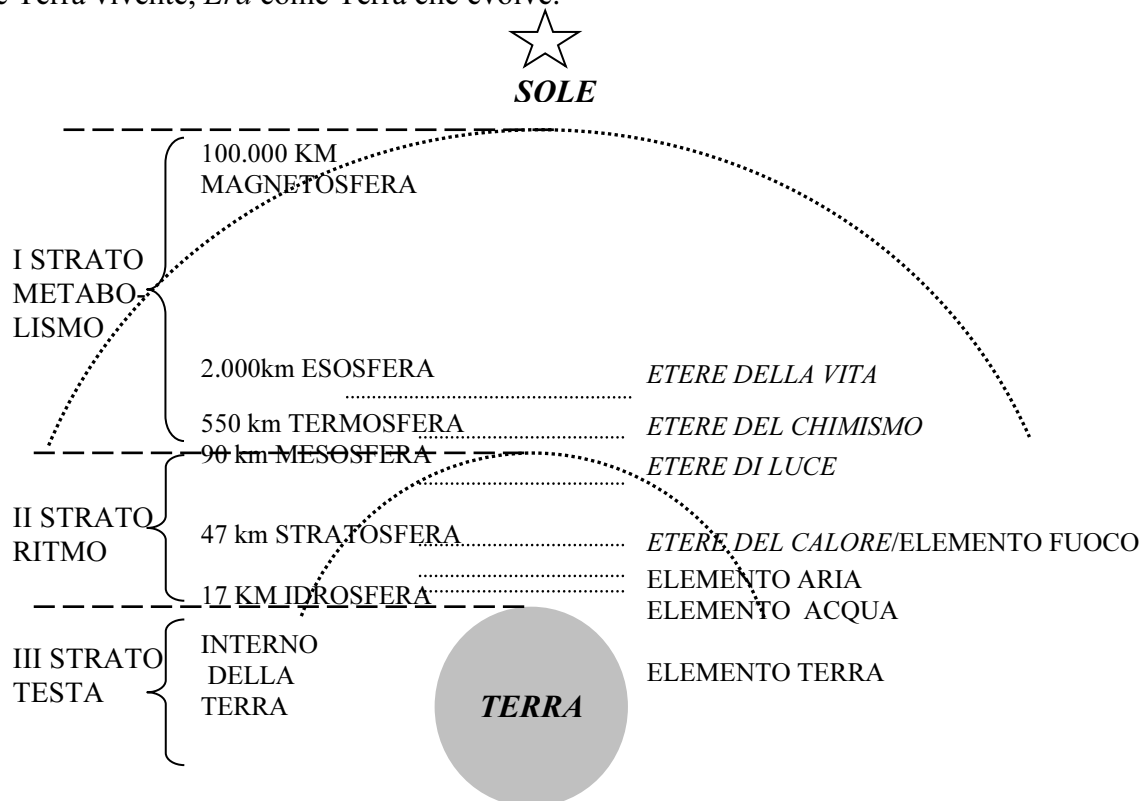 e Terra vivente, Era come Terra che evolve.
SOLE
100.000 KM
MAGNETOSFERA
I STRATO
METABO-
LISMO
2.000km ESOSFERA
ETERE DELLA VITA
550 km TERMOSFERA
ETERE DEL CHIMISMO
90 km MESOSFERA
ETERE DI LUCE
II STRATO
RITMO
47 km STRATOSFERA
ETERE DEL CALORE/ELEMENTO FUOCO
ELEMENTO ARIA
17 KM IDROSFERA
ELEMENTO ACQUA
III STRATO
TESTA
INTERNO
DELLA
TERRA
ELEMENTO TERRA
TERRA